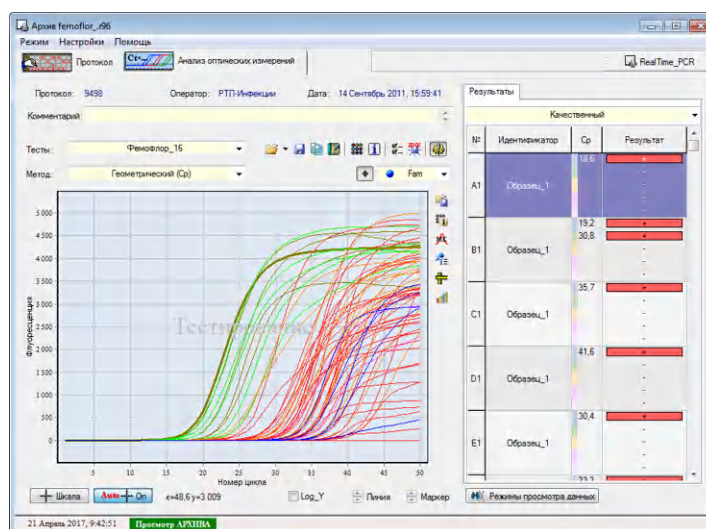 Архив femoflor_x96
Режим Настройки Помощь
Протокол
Ct=
Анализ оптических измерений
RealTime_PCR
Протокол: 9498 Оператор: РТП-Инфекции Дата: 14 Сентябрь 2011, 15:59:41
Комментарий
Тесты: Фемофлор_16
Метод: Геометрический (Cp) Fam
5 000
4 500
4 000
3 500
3 000
2 500
2 000
1 500
1 000
500
0
Флуоресценция
5 10 15 20 25 30 35 40 45 50
Номер цикла
Шкала Auto On x=48,6 y=3 009 Log_Y Линия Маркер
Результаты
Качественный
№ Идентификатор Cp Результат
A1 Образец_1 18,6 +
B1 Образец_1 19,2 +
30,8 +
C1 Образец_1 35,7 +
D1 Образец_1 41,6 +
E1 Образец_1 30,4 +
Режимы просмотра данных
21 Апрель 2017, 9:42:51 Просмотр АРХИВА